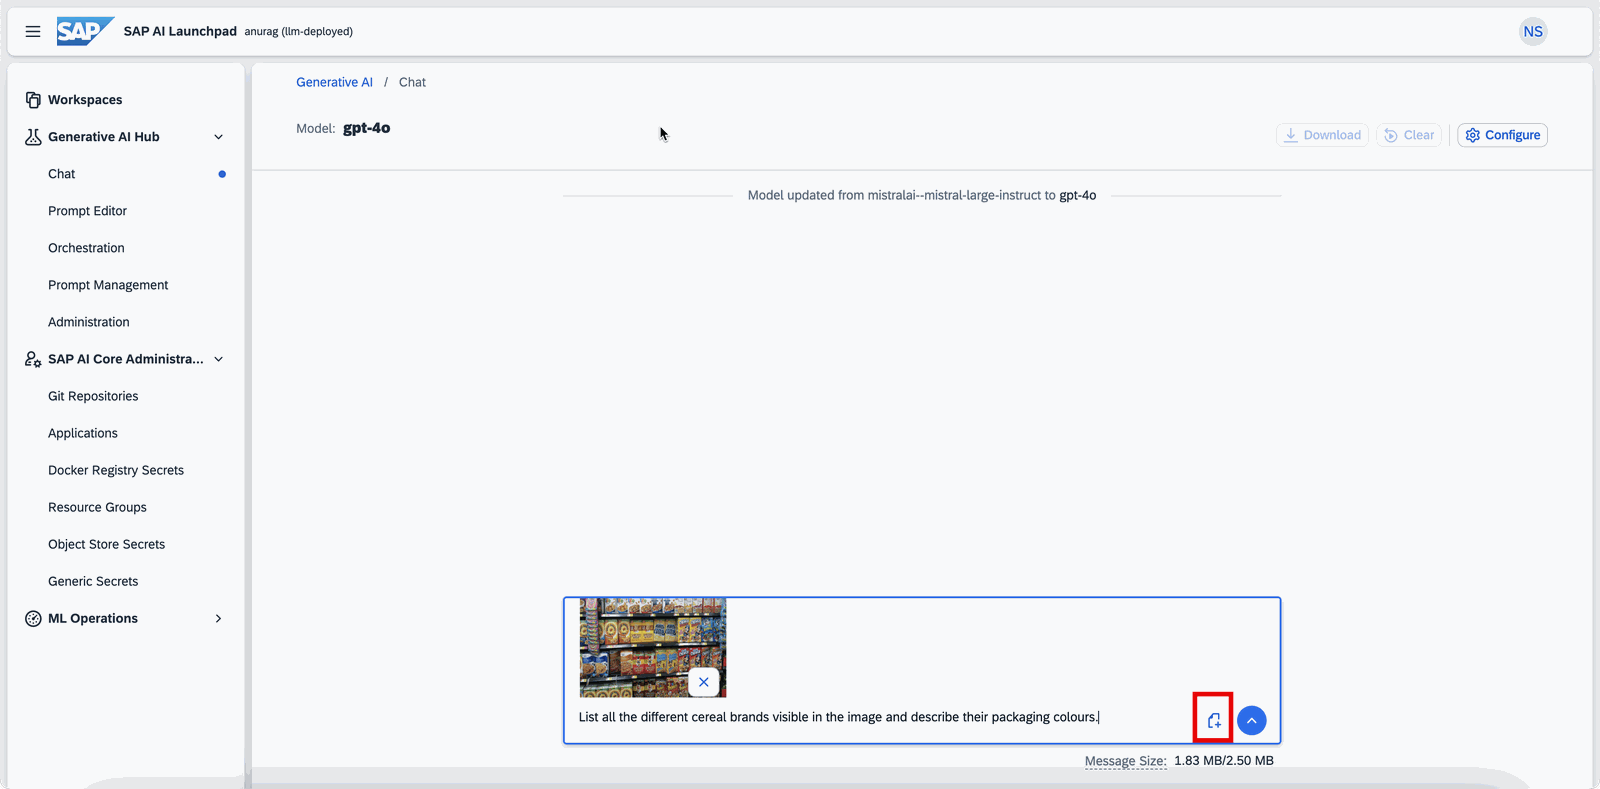 SAP SAP AI Launchpad anurag (llm-deployed) NS
Workspaces
Generative AI Hub
Chat
Prompt Editor
Orchestration
Prompt Management
Administration
SAP AI Core Administra...
Git Repositories
Applications
Docker Registry Secrets
Resource Groups
Object Store Secrets
Generic Secrets
ML Operations
Generative AI / Chat
Model: gpt-4o
Download Clear Configure
Model updated from mistralai--mistral-large-instruct to gpt-4o
List all the different cereal brands visible in the image and describe their packaging colours.
Message Size: 1.83 MB/2.50 MB